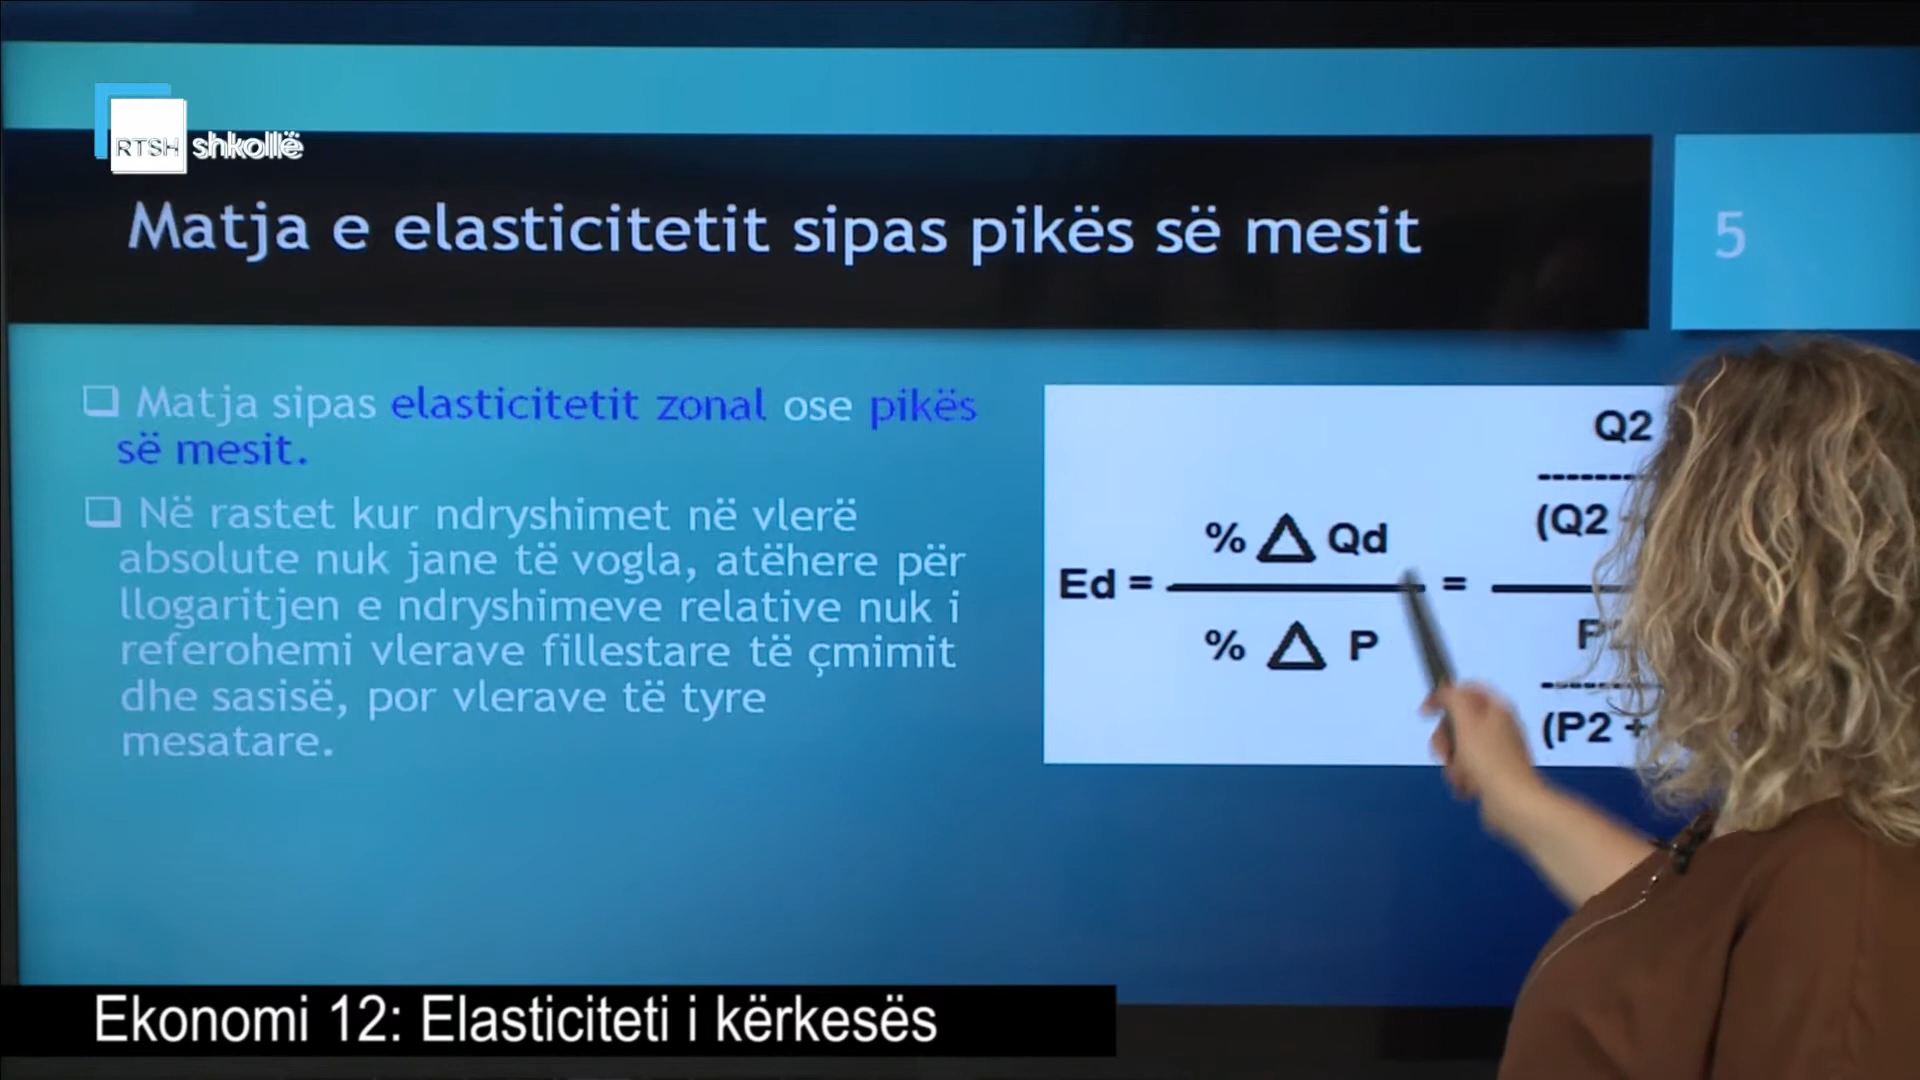 RTSH shkollë
Matja e elasticitetit sipas pikës së mesit
5
Matja sipas elasticitetit zonal ose pikës
së mesit.
Në rastet kur ndryshimet në vlerë
absolute nuk jane të vogla, atëhere për
llogaritjen e ndryshimeve relative nuk i
referohemi vlerave fillestare të çmimit
dhe sasisë, por vlerave të tyre
mesatare.
Q2
(Q2
% △ Qd
Ed = =
% △ P
(P2 +
Ekonomi 12: Elasticiteti i kërkesës